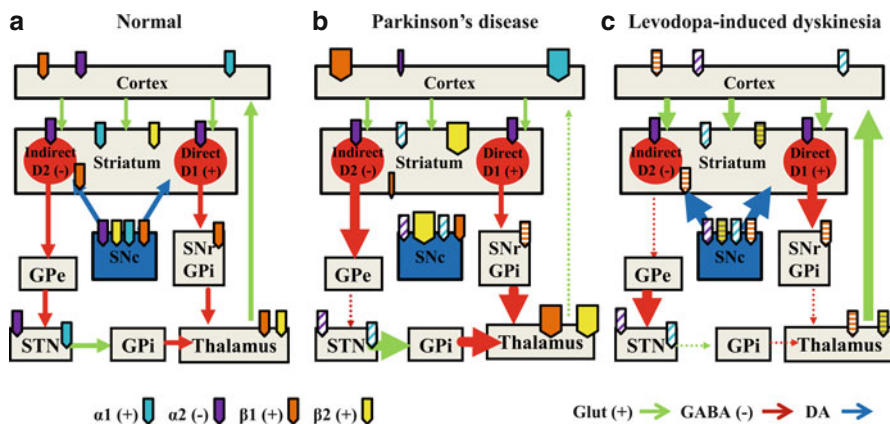 a Normal
Cortex
Indirect
D2 (-)
Striatum
Direct
D1 (+)
SNc
SNr
GPi
GPe
STN
GPi
Thalamus
b Parkinson's disease
Cortex
Indirect
D2 (-)
Striatum
Direct
D1 (+)
SNc
SNr
GPi
GPe
STN
GPi
Thalamus
c Levodopa-induced dyskinesia
Cortex
Indirect
D2 (-)
Striatum
Direct
D1 (+)
SNc
SNr
GPi
GPe
STN
GPi
Thalamus
α1 (+) α2 (-) β1 (+) β2 (+)
Glut (+) GABA (-) DA